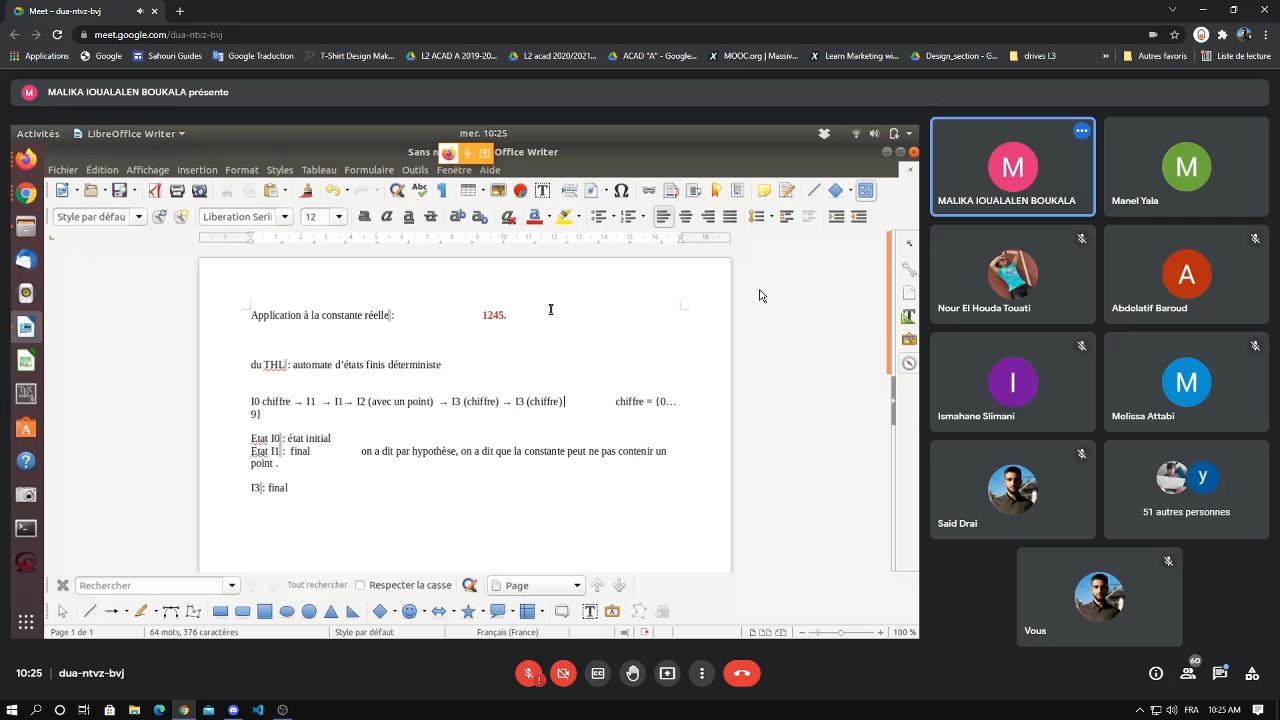 Meet – dua-ntv-bvj
meet.google.com/dua-ntvz-bvj
Applications Google Sahouri Guides Google Traduction T-Shirt Design Mak... L2 ACAD A 2019-20... L2 acad 2020/2021... ACAD "A" - Google... MOOC.org | Massiv... Learn Marketing wi... Design_section - G... drives L3 » Autres favoris Liste de lecture
M MALIKA IOUALALEN BOUKALA présente
Activités LibreOffice Writer mer. 10:25
Sans n Office Writer
Fichier Édition Affichage Insertion Format Styles Tableau Formulaire Outils Fenêtre Aide
Style par défau Liberation Seri 12
Application à la constante réelle : 1245.
du THL : automate d’états finis déterministe
I0 chiffre → I1 → I1→ I2 (avec un point) → I3 (chiffre) → I3 (chiffre) chiffre = {0…
9}
Etat I0 : état initial
Etat I1 : final on a dit par hypothèse, on a dit que la constante peut ne pas contenir un
point .
I3 : final
Rechercher Tout rechercher Respecter la casse Page
Page 1 de 1 64 mots, 376 caractères Style par défaut Français (France) 100 %
M
MALIKA IOUALALEN BOUKALA
M
Manel Yala
Nour El Houda Touati
A
Abdelatif Baroud
I
Ismahane Slimani
M
Melissa Attabi
Said Drai
y
51 autres personnes
Vous
10:25 | dua-ntvz-bvj
60
FRA 10:25 AM